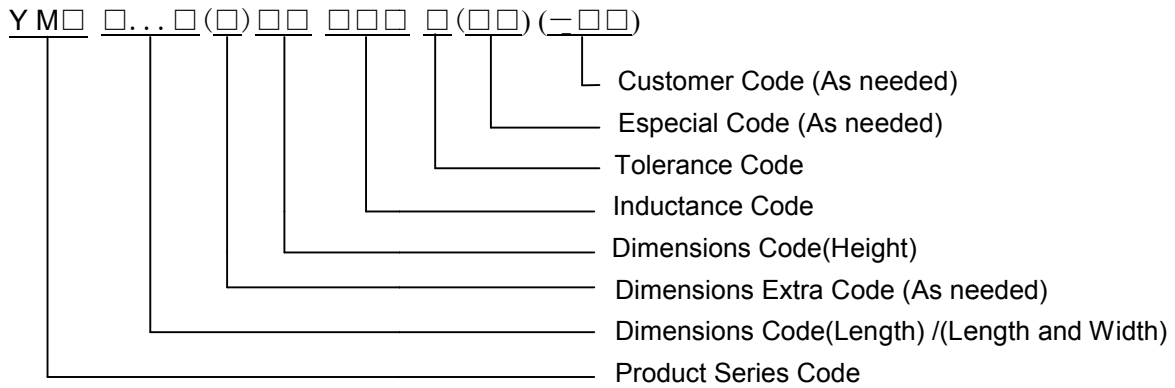 YM□ □...□(□)□□ □□□ □(□□)(−□□)
Customer Code (As needed)
Especial Code (As needed)
Tolerance Code
Inductance Code
Dimensions Code(Height)
Dimensions Extra Code (As needed)
Dimensions Code(Length) /(Length and Width)
Product Series Code